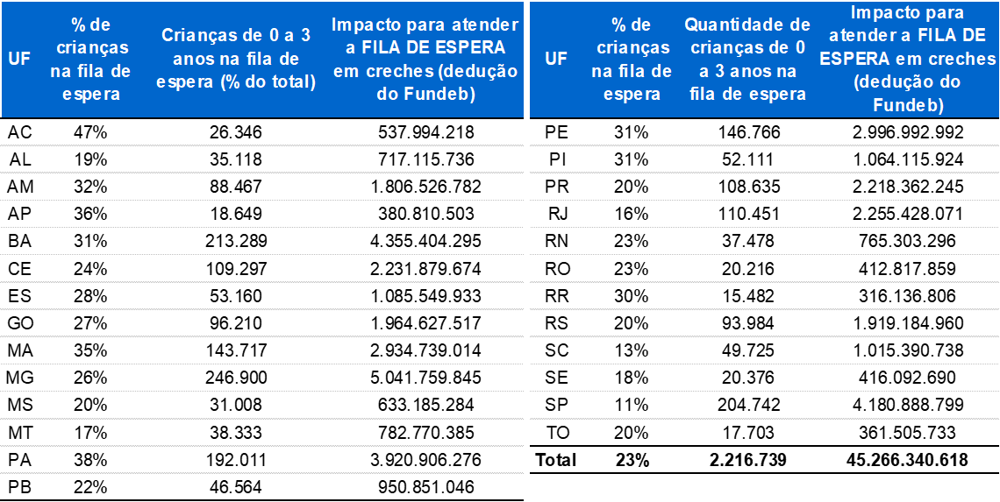 UF % de crianças na fila de espera Crianças de 0 a 3 anos na fila de espera (% do total) Impacto para atender a FILA DE ESPERA em creches (dedução do Fundeb)
AC 47% 26.346 537.994.218
AL 19% 35.118 717.115.736
AM 32% 88.467 1.806.526.782
AP 36% 18.649 380.810.503
BA 31% 213.289 4.355.404.295
CE 24% 109.297 2.231.879.674
ES 28% 53.160 1.085.549.933
GO 27% 96.210 1.964.627.517
MA 35% 143.717 2.934.739.014
MG 26% 246.900 5.041.759.845
MS 20% 31.008 633.185.284
MT 17% 38.333 782.770.385
PA 38% 192.011 3.920.906.276
PB 22% 46.564 950.851.046
UF % de crianças na fila de espera Quantidade de crianças de 0 a 3 anos na fila de espera Impacto para atender a FILA DE ESPERA em creches (dedução do Fundeb)
PE 31% 146.766 2.996.992.992
PI 31% 52.111 1.064.115.924
PR 20% 108.635 2.218.362.245
RJ 16% 110.451 2.255.428.071
RN 23% 37.478 765.303.296
RO 23% 20.216 412.817.859
RR 30% 15.482 316.136.806
RS 20% 93.984 1.919.184.960
SC 13% 49.725 1.015.390.738
SE 18% 20.376 416.092.690
SP 11% 204.742 4.180.888.799
TO 20% 17.703 361.505.733
Total 23% 2.216.739 45.266.340.618